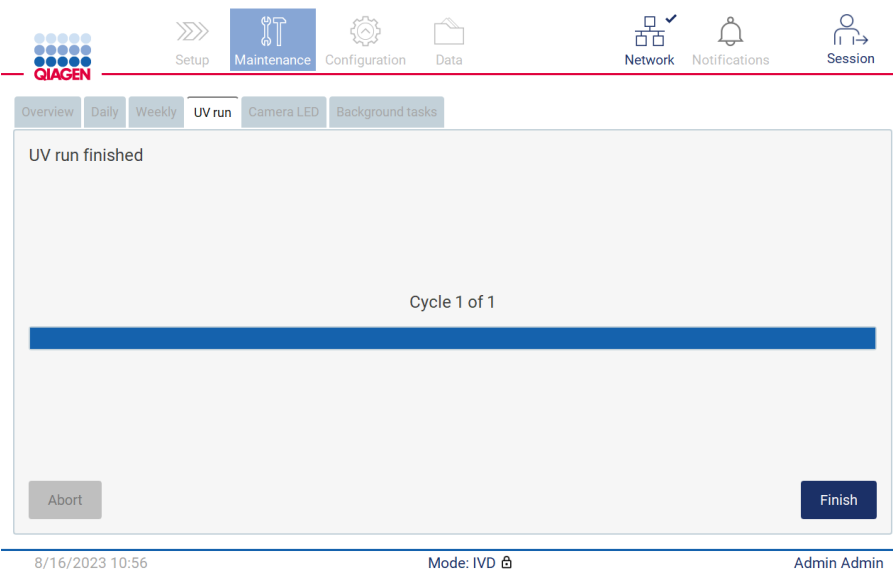 QIAGEN
Setup
Maintenance
Configuration
Data
Network
Notifications
Session
Overview
Daily
Weekly
UV run
Camera LED
Background tasks
UV run finished
Cycle 1 of 1
Abort
Finish
8/16/2023 10:56
Mode: IVD
Admin Admin